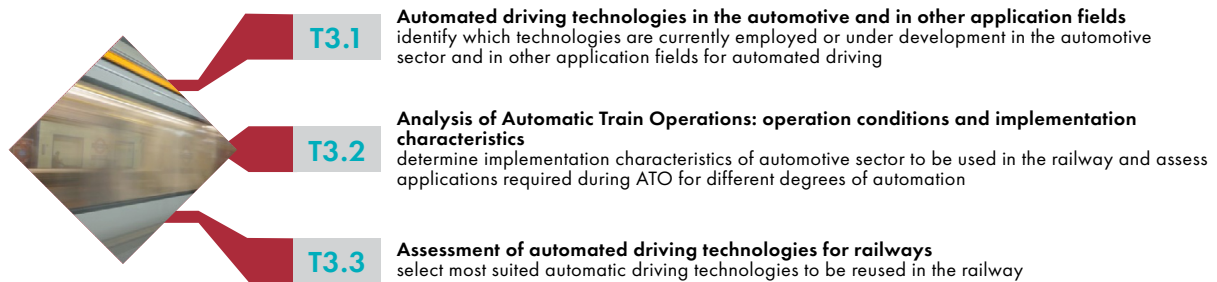 T3.1
Automated driving technologies in the automotive and in other application fields
identify which technologies are currently employed or under development in the automotive
sector and in other application fields for automated driving
T3.2
Analysis of Automatic Train Operations: operation conditions and implementation
characteristics
determine implementation characteristics of automotive sector to be used in the railway and assess
applications required during ATO for different degrees of automation
T3.3
Assessment of automated driving technologies for railways
select most suited automatic driving technologies to be reused in the railway